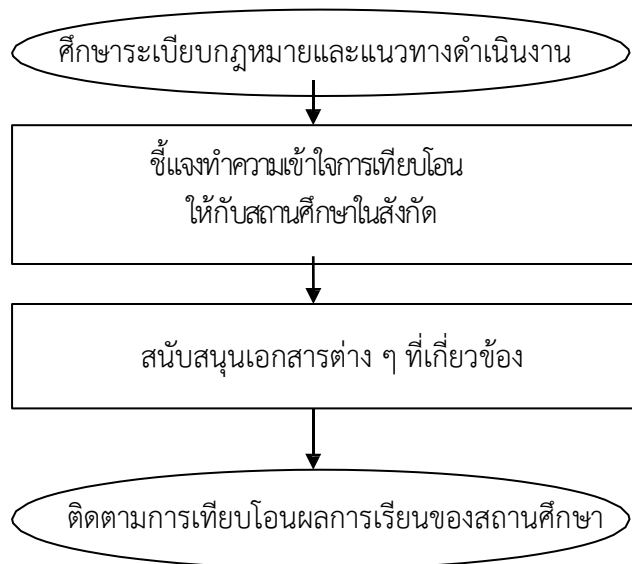 ศึกษาระเบียบกฎหมายและแนวทางดำเนินงาน
ชี้แจงทำความเข้าใจการเทียบโอน
ให้กับสถานศึกษาในสังกัด
สนับสนุนเอกสารต่าง ๆ ที่เกี่ยวข้อง
ติดตามการเทียบโอนผลการเรียนของสถานศึกษา